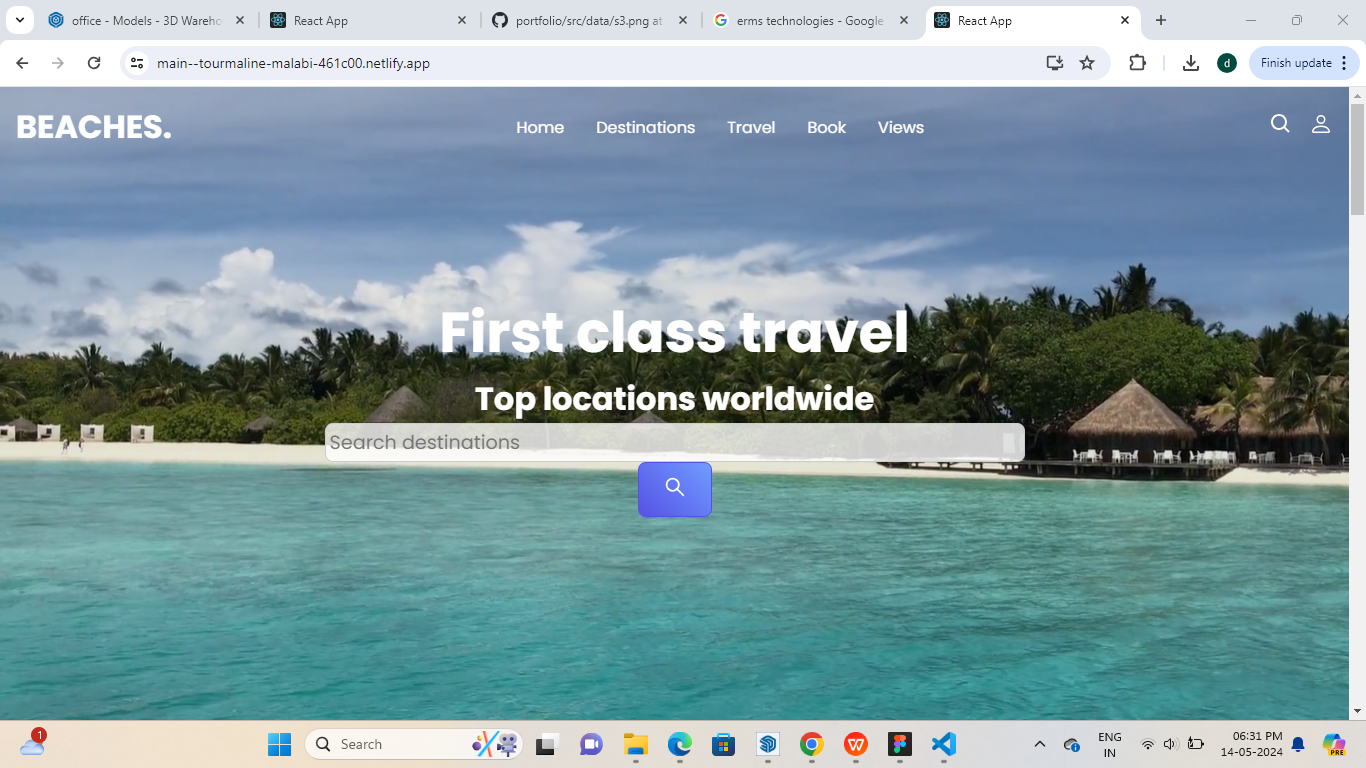 office - Models - 3D Wareho
React App
portfolio/src/data/s3.png at
erms technologies - Google
React App
main--tourmaline-malabi-461c00.netlify.app
d
Finish update
BEACHES.
Home
Destinations
Travel
Book
Views
First class travel
Top locations worldwide
Search destinations
1
Search
ENG
IN
06:31 PM
14-05-2024
PRE